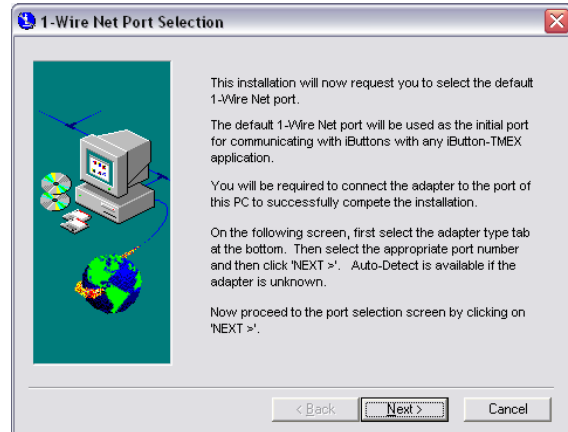 1-Wire Net Port Selection
This installation will now request you to select the default
1-Wire Net port.
The default 1-Wire Net port will be used as the initial port
for communicating with iButtons with any iButton-TMEX
application.
You will be required to connect the adapter to the port of
this PC to successfully compete the installation.
On the following screen, first select the adapter type tab
at the bottom. Then select the appropriate port number
and then click 'NEXT >'. Auto-Detect is available if the
adapter is unknown.
Now proceed to the port selection screen by clicking on
'NEXT >'.
< Back Next > Cancel